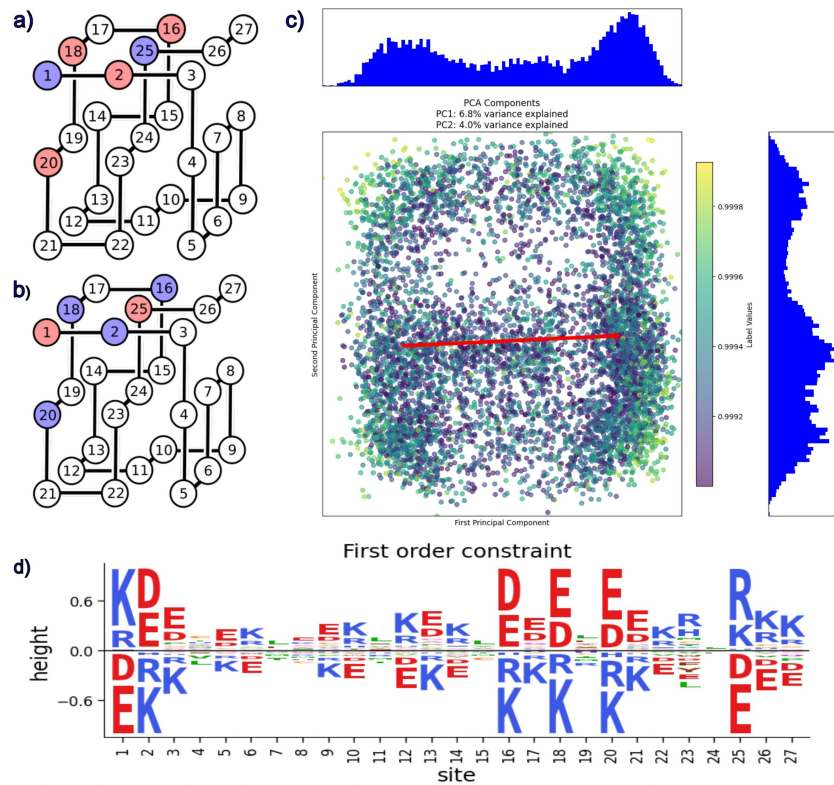 a)
17 16 27
18 25 26
1 2 3
14 15 7 8
19 24
20 23 4
13 10 9
12 11 6
21 22 5
b)
17 16 27
18 25 26
1 2 3
14 15 7 8
19 24
20 23 4
13 10 9
12 11 6
21 22 5
c)
PCA Components
PC1: 6.8% variance explained
PC2: 4.0% variance explained
Second Principal Component
First Principal Component
0.9998
0.9996
0.9994
0.9992
Label Values
d)
First order constraint
height
0.6
0.0
−0.6
K D E E K E K K E K D E E E K R K K
R E D K R D R E D D K R H K R R
D R R K E K E D E R K R K E D D D
E K K E K E K K K E L E E E
1 2 3 4 5 6 7 8 9 10 11 12 13 14 15 16 17 18 19 20 21 22 23 24 25 26 27
site